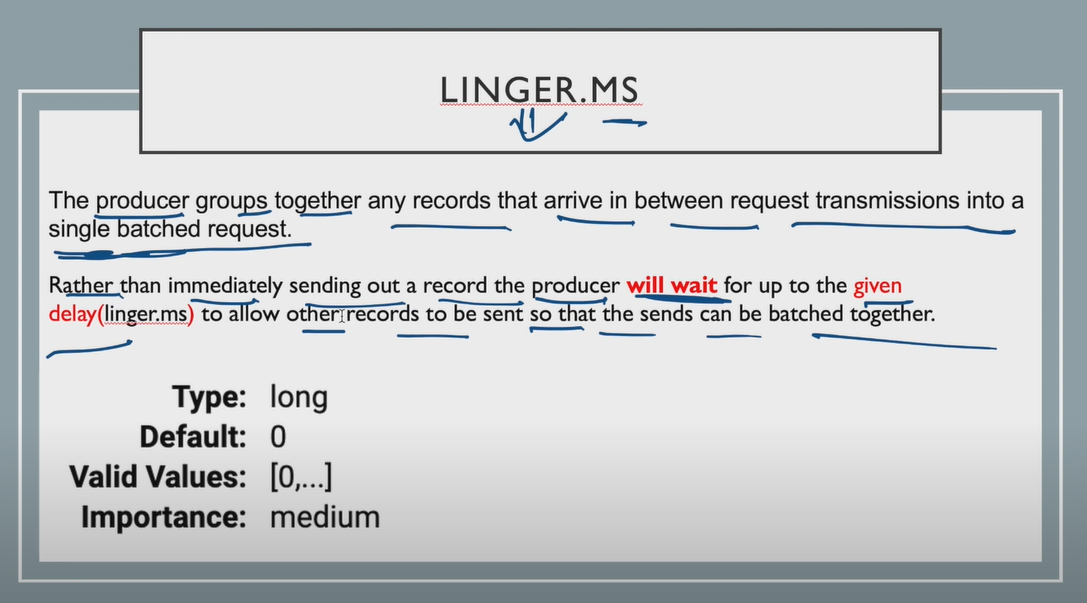 LINGER.MS
The producer groups together any records that arrive in between request transmissions into a
single batched request.
Rather than immediately sending out a record the producer will wait for up to the given
delay(linger.ms) to allow other records to be sent so that the sends can be batched together.
Type: long
Default: 0
Valid Values: [0,...]
Importance: medium